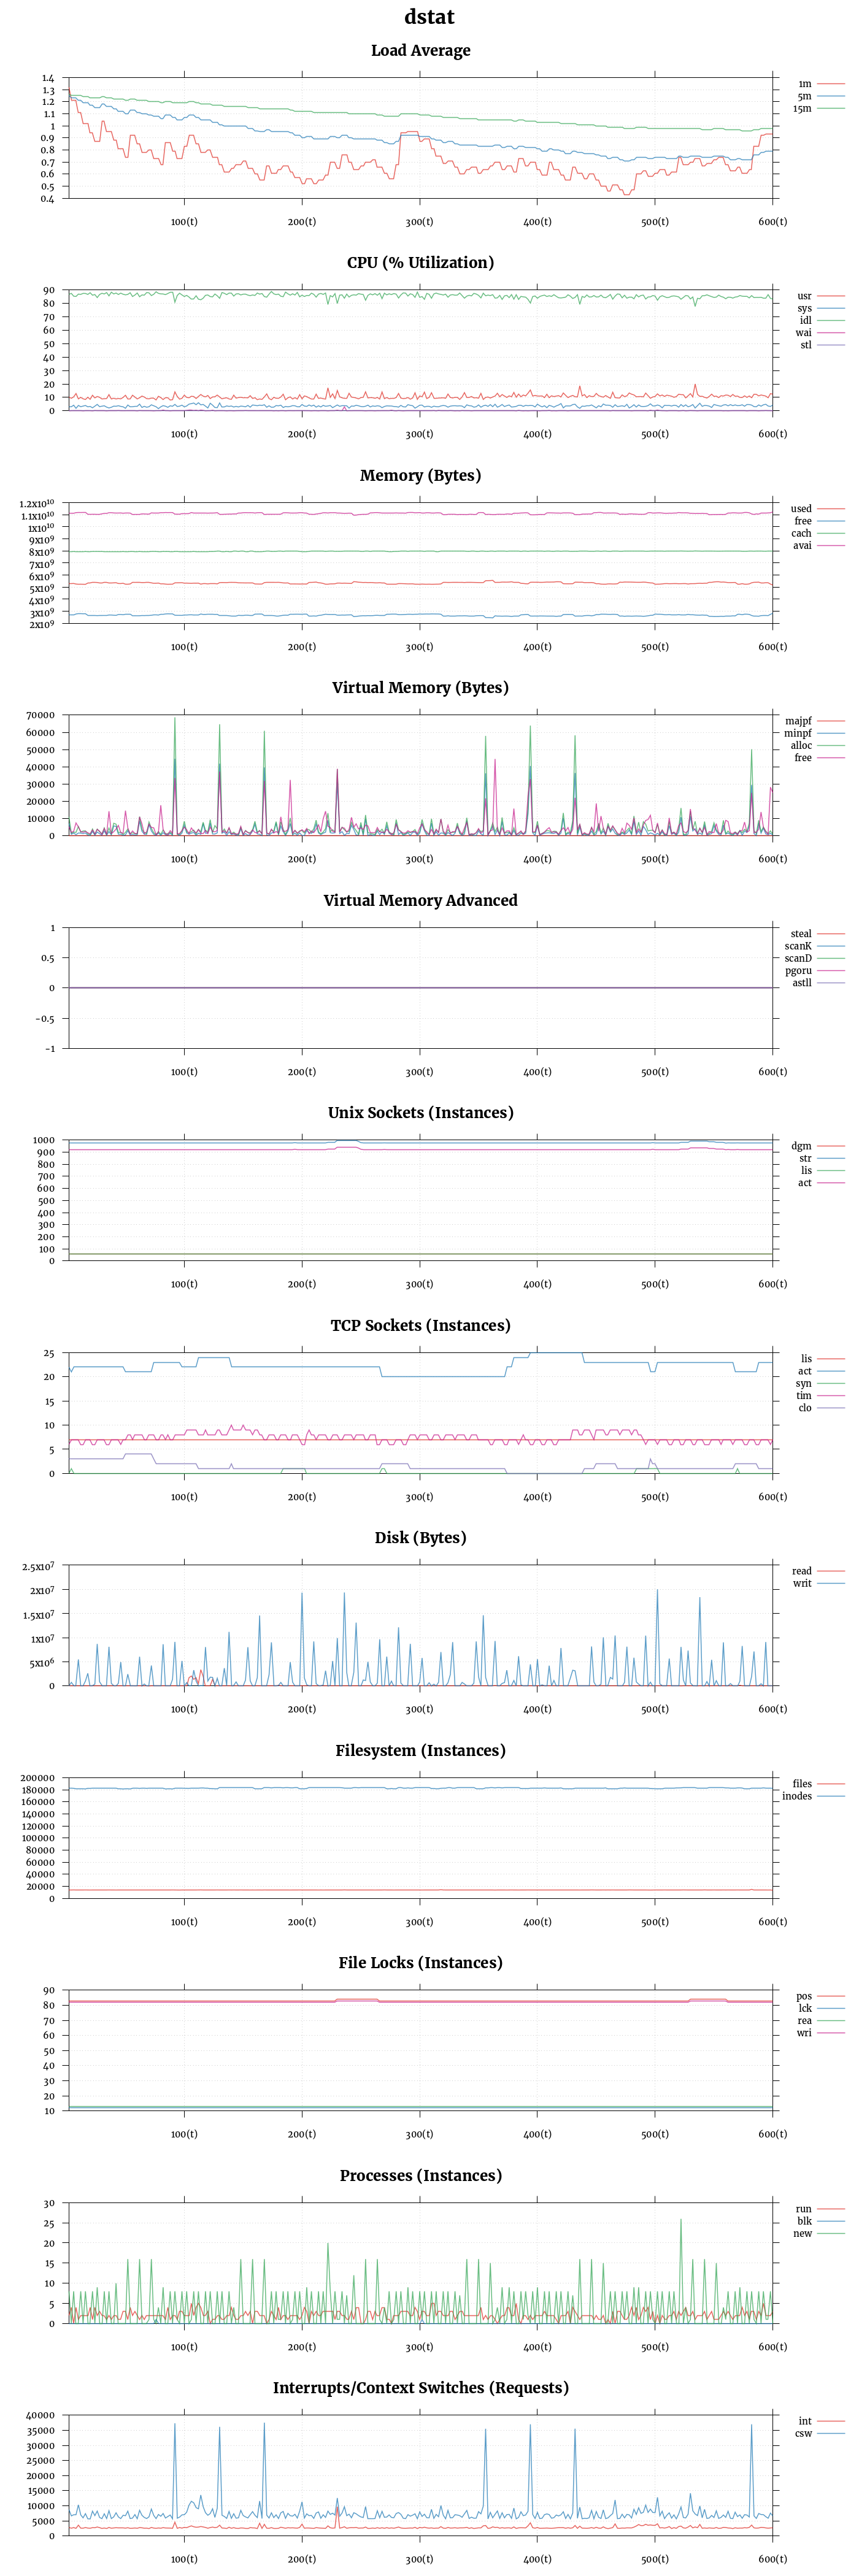 dstat
Load Average
1.4
1.3
1.2
1.1
1
0.9
0.8
0.7
0.6
0.5
0.4
100(t) 200(t) 300(t) 400(t) 500(t) 600(t)
1m
5m
15m
CPU (% Utilization)
90
80
70
60
50
40
30
20
10
0
100(t) 200(t) 300(t) 400(t) 500(t) 600(t)
usr
sys
idl
wai
stl
Memory (Bytes)
1.2x10¹⁰
1.1x10¹⁰
1x10¹⁰
9x10⁹
8x10⁹
7x10⁹
6x10⁹
5x10⁹
4x10⁹
3x10⁹
2x10⁹
100(t) 200(t) 300(t) 400(t) 500(t) 600(t)
used
free
cach
avai
Virtual Memory (Bytes)
70000
60000
50000
40000
30000
20000
10000
0
100(t) 200(t) 300(t) 400(t) 500(t) 600(t)
majpf
minpf
alloc
free
Virtual Memory Advanced
1
0.5
0
-0.5
-1
100(t) 200(t) 300(t) 400(t) 500(t) 600(t)
steal
scanK
scanD
pgoru
astll
Unix Sockets (Instances)
1000
900
800
700
600
500
400
300
200
100
0
100(t) 200(t) 300(t) 400(t) 500(t) 600(t)
dgm
str
lis
act
TCP Sockets (Instances)
25
20
15
10
5
0
100(t) 200(t) 300(t) 400(t) 500(t) 600(t)
lis
act
syn
tim
clo
Disk (Bytes)
2.5x10⁷
2x10⁷
1.5x10⁷
1x10⁷
5x10⁶
0
100(t) 200(t) 300(t) 400(t) 500(t) 600(t)
read
writ
Filesystem (Instances)
200000
180000
160000
140000
120000
100000
80000
60000
40000
20000
0
100(t) 200(t) 300(t) 400(t) 500(t) 600(t)
files
inodes
File Locks (Instances)
90
80
70
60
50
40
30
20
10
100(t) 200(t) 300(t) 400(t) 500(t) 600(t)
pos
lck
rea
wri
Processes (Instances)
30
25
20
15
10
5
0
100(t) 200(t) 300(t) 400(t) 500(t) 600(t)
run
blk
new
Interrupts/Context Switches (Requests)
40000
35000
30000
25000
20000
15000
10000
5000
0
100(t) 200(t) 300(t) 400(t) 500(t) 600(t)
int
csw